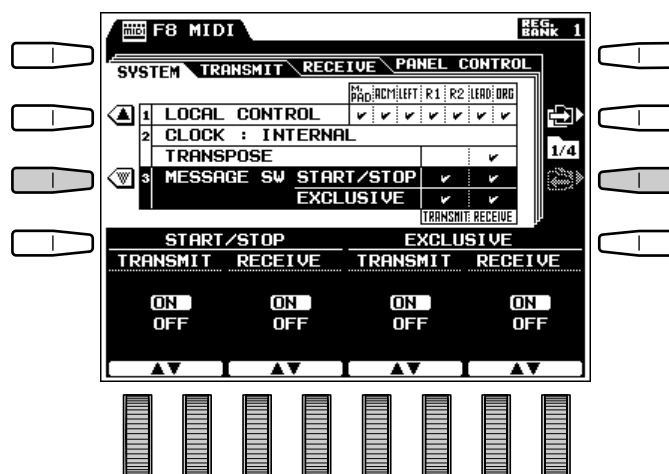 MIDI F8 MIDI
REG. BANK 1
SYSTEM TRANSMIT RECEIVE PANEL CONTROL
M. PAD ACM LEFT R1 R2 LEAD ORG
1 LOCAL CONTROL
2 CLOCK : INTERNAL
TRANSPOSE
1/4
3 MESSAGE SW START/STOP
EXCLUSIVE
TRANSMIT RECEIVE
START/STOP EXCLUSIVE
TRANSMIT RECEIVE TRANSMIT RECEIVE
ON ON ON ON
OFF OFF OFF OFF